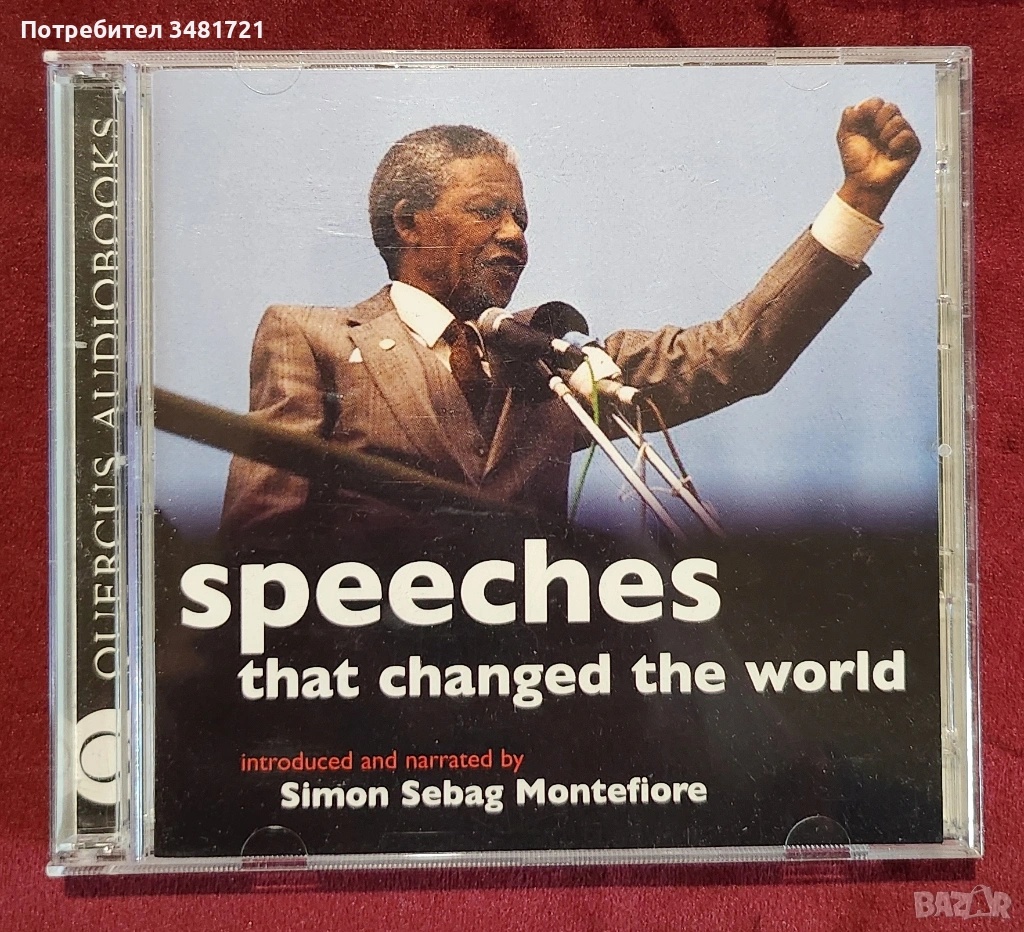 Потребител 3481721
QUERCUS AUDIOBOOKS
speeches
that changed the world
introduced and narrated by
Simon Sebag Montefiore
BAZAR